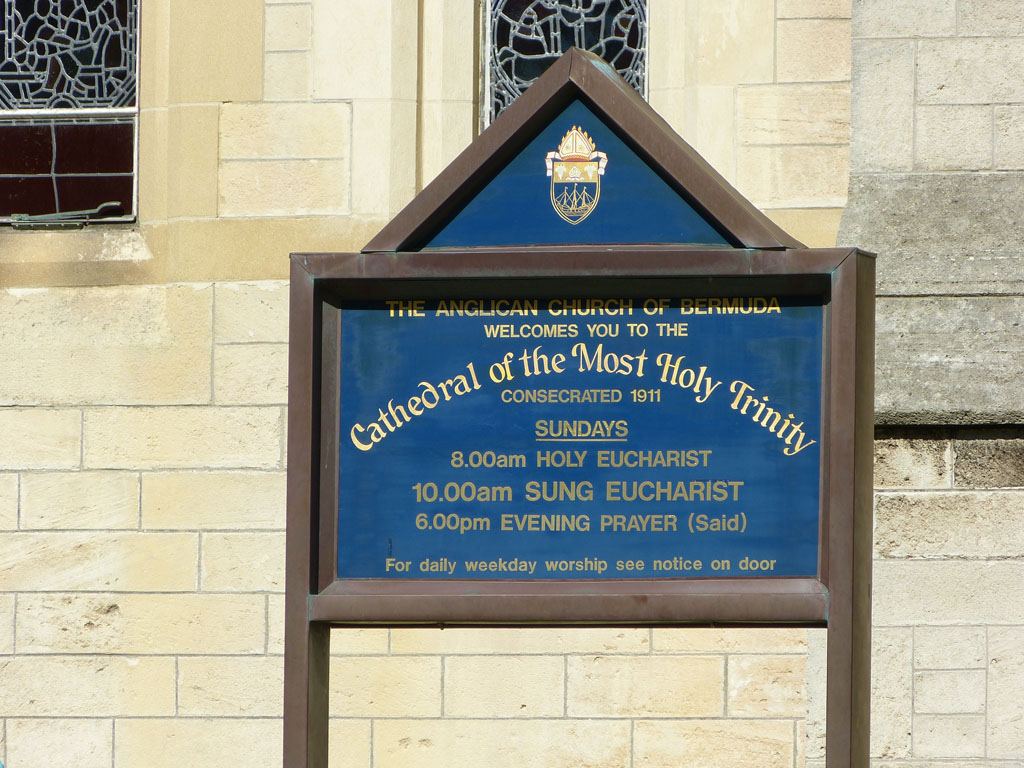 THE ANGLICAN CHURCH OF BERMUDA
WELCOMES YOU TO THE
Cathedral of the Most Holy Trinity
CONSECRATED 1911
SUNDAYS
8.00am HOLY EUCHARIST
10.00am SUNG EUCHARIST
6.00pm EVENING PRAYER (Said)
For daily weekday worship see notice on door